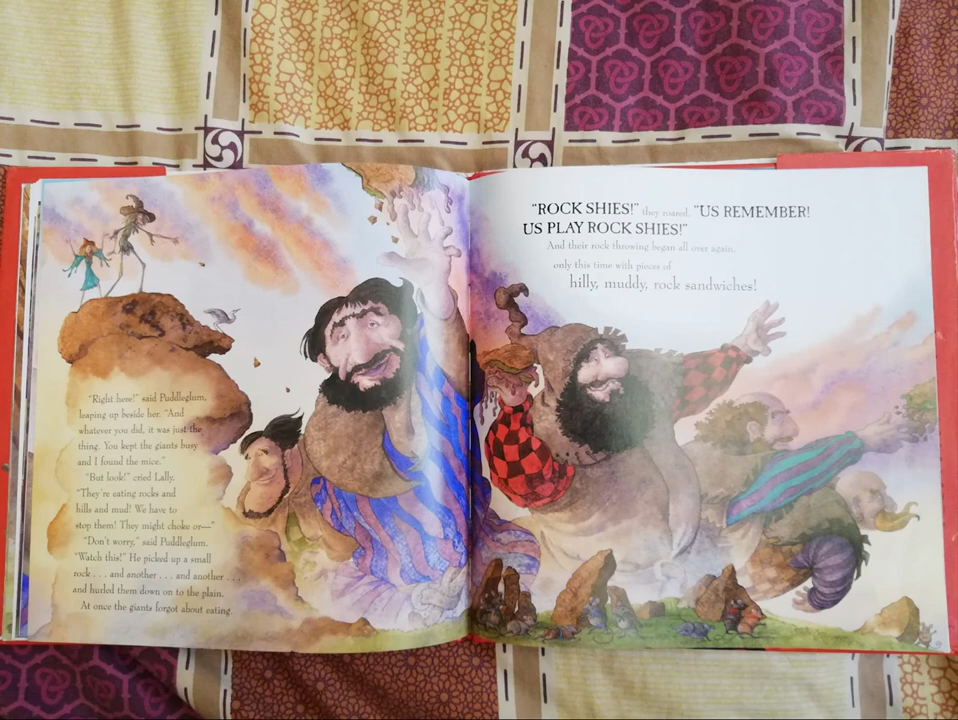 "Right here!" said Puddleglum,
leaping up beside her. "And
whatever you did, it was just the
thing. You kept the giants busy
and I found the mice."
"But look!" cried Lally.
"They're eating rocks and
hills and mud! We have to
stop them! They might choke or—"
"Don't worry," said Puddleglum.
"Watch this!" He picked up a small
rock . . . and another . . . and another . . .
and hurled them down on to the plain.
At once the giants forgot about eating.
"ROCK SHIES!" they roared. "US REMEMBER!
US PLAY ROCK SHIES!"
And their rock throwing began all over again,
only this time with pieces of
hilly, muddy, rock sandwiches!